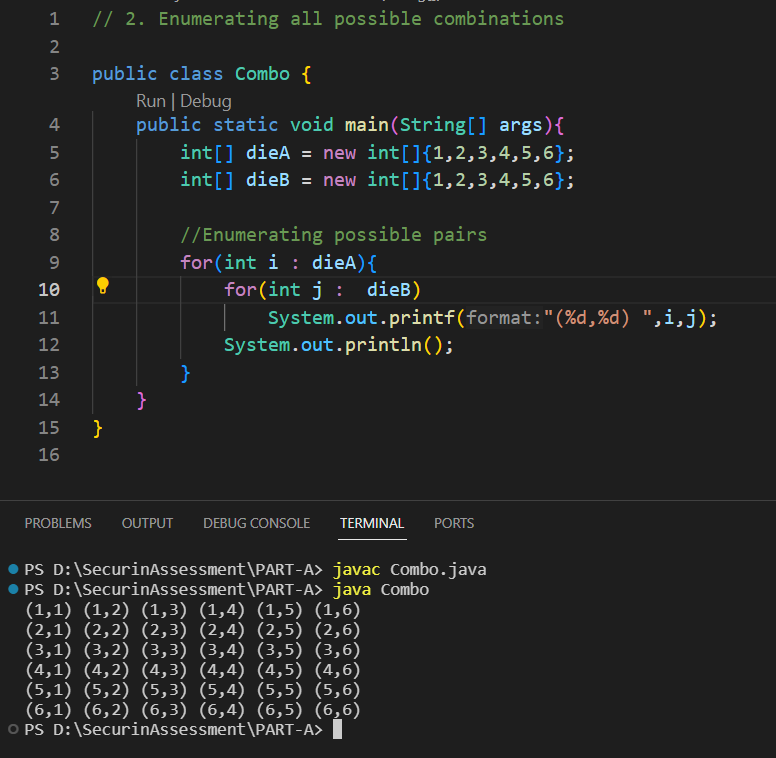 1 // 2. Enumerating all possible combinations
2
3 public class Combo {
Run | Debug
4 public static void main(String[] args){
5 int[] dieA = new int[]{1,2,3,4,5,6};
6 int[] dieB = new int[]{1,2,3,4,5,6};
7
8 //Enumerating possible pairs
9 for(int i : dieA){
10 for(int j :  dieB)
11 System.out.printf(format:"(%d,%d) ",i,j);
12 System.out.println();
13 }
14 }
15 }
16
PROBLEMS OUTPUT DEBUG CONSOLE TERMINAL PORTS
PS D:\SecurinAssessment\PART-A> javac Combo.java
PS D:\SecurinAssessment\PART-A> java Combo
(1,1) (1,2) (1,3) (1,4) (1,5) (1,6)
(2,1) (2,2) (2,3) (2,4) (2,5) (2,6)
(3,1) (3,2) (3,3) (3,4) (3,5) (3,6)
(4,1) (4,2) (4,3) (4,4) (4,5) (4,6)
(5,1) (5,2) (5,3) (5,4) (5,5) (5,6)
(6,1) (6,2) (6,3) (6,4) (6,5) (6,6)
PS D:\SecurinAssessment\PART-A>